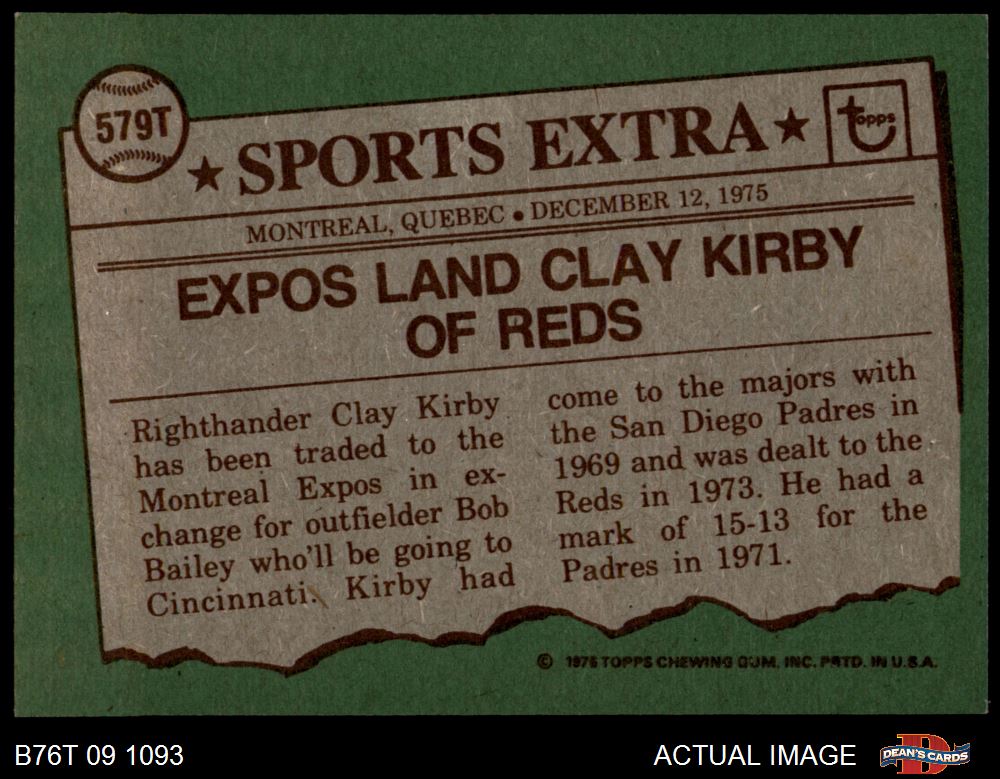 579T
★ SPORTS EXTRA ★
Topps
MONTREAL, QUEBEC ● DECEMBER 12, 1975
EXPOS LAND CLAY KIRBY
OF REDS
Righthander Clay Kirby
has been traded to the
Montreal Expos in ex-
change for outfielder Bob
Bailey who'll be going to
Cincinnati. Kirby had
come to the majors with
the San Diego Padres in
1969 and was dealt to the
Reds in 1973. He had a
mark of 15-13 for the
Padres in 1971.
© 1976 TOPPS CHEWING GUM, INC. PRTD. IN U.S.A.
B76T 09 1093
ACTUAL IMAGE
DEAN'S CARDS